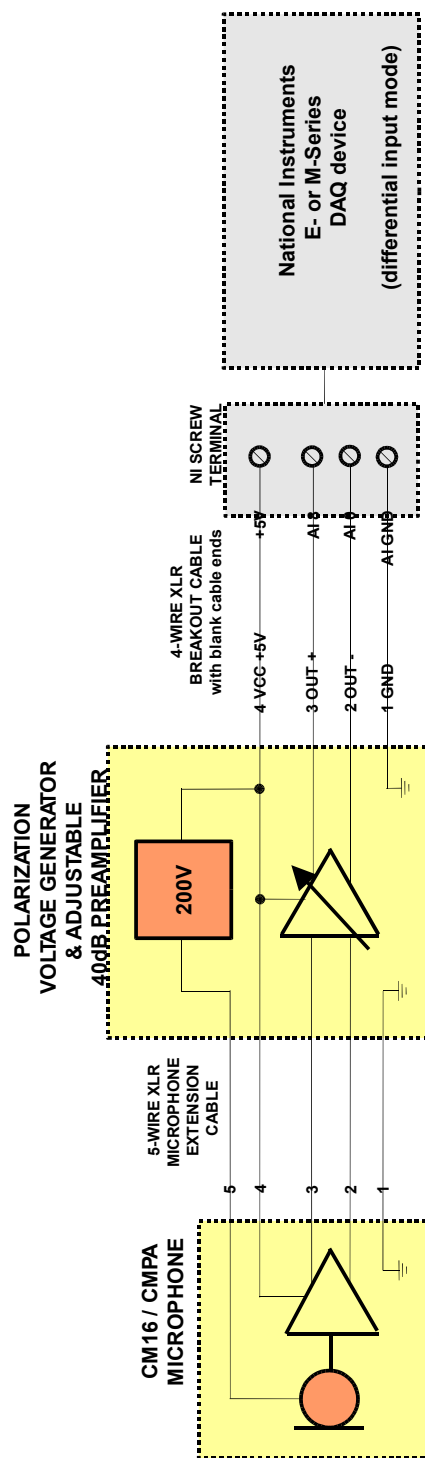 CM16 / CMPA
MICROPHONE
5
4
3
2
1
5-WIRE XLR
MICROPHONE
EXTENSION
CABLE
POLARIZATION
VOLTAGE GENERATOR
& ADJUSTABLE
40dB PREAMPLIFIER
200V
4-WIRE XLR
BREAKOUT CABLE
with blank cable ends
4 VCC +5V
3 OUT +
2 OUT -
1 GND
+5V
AI 8
AI 0
AI GND
NI SCREW
TERMINAL
National Instruments
E- or M-Series
DAQ device
(differential input mode)